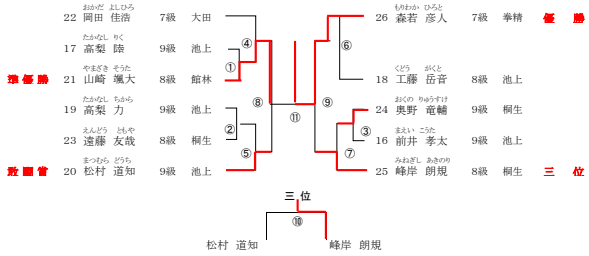 おかだ よしひろ
22 岡田 佳浩 7級 大田
たかなし りく
17 高梨 陸 9級 池上
やまざき そうた
準優勝 21 山崎 颯大 8級 館林
たかなし ちから
19 高梨 力 9級 池上
えんどう ともや
23 遠藤 友哉 8級 桐生
まつむら どうち
敢闘賞 20 松村 道知 9級 池上
① ② ④ ⑤ ⑧ ⑪ ⑨ ⑥ ③ ⑦
もりわか ひろと
26 森若 彦人 7級 拳精 優勝
くどう がくと
18 工藤 岳音 8級 池上
おくの りゅうすけ
24 奥野 竜輔 9級 桐生
まえい こうた
16 前井 孝太 9級 池上
みねぎし あきのり
25 峰岸 朗規 8級 桐生 三位
三位
⑩
松村 道知 峰岸 朗規